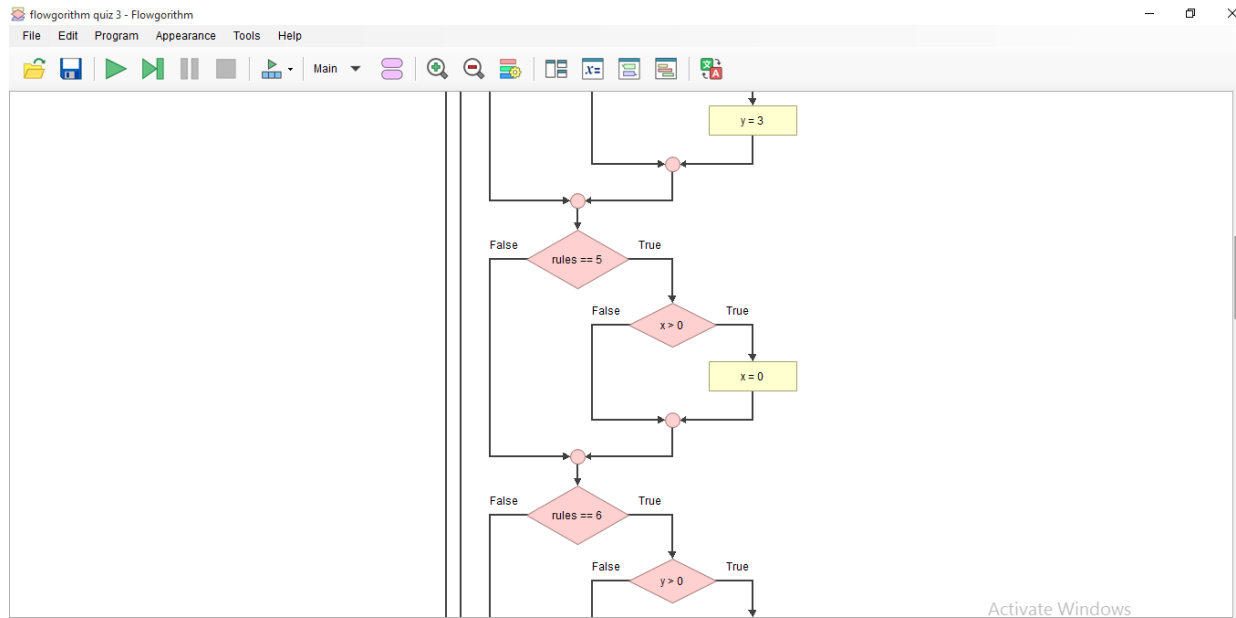 flowgorithm quiz 3 - Flowgorithm
File Edit Program Appearance Tools Help
Main x=
文 A
y = 3
False True
rules == 5
False True
x > 0
x = 0
False True
rules == 6
False True
y > 0
Activate Windows